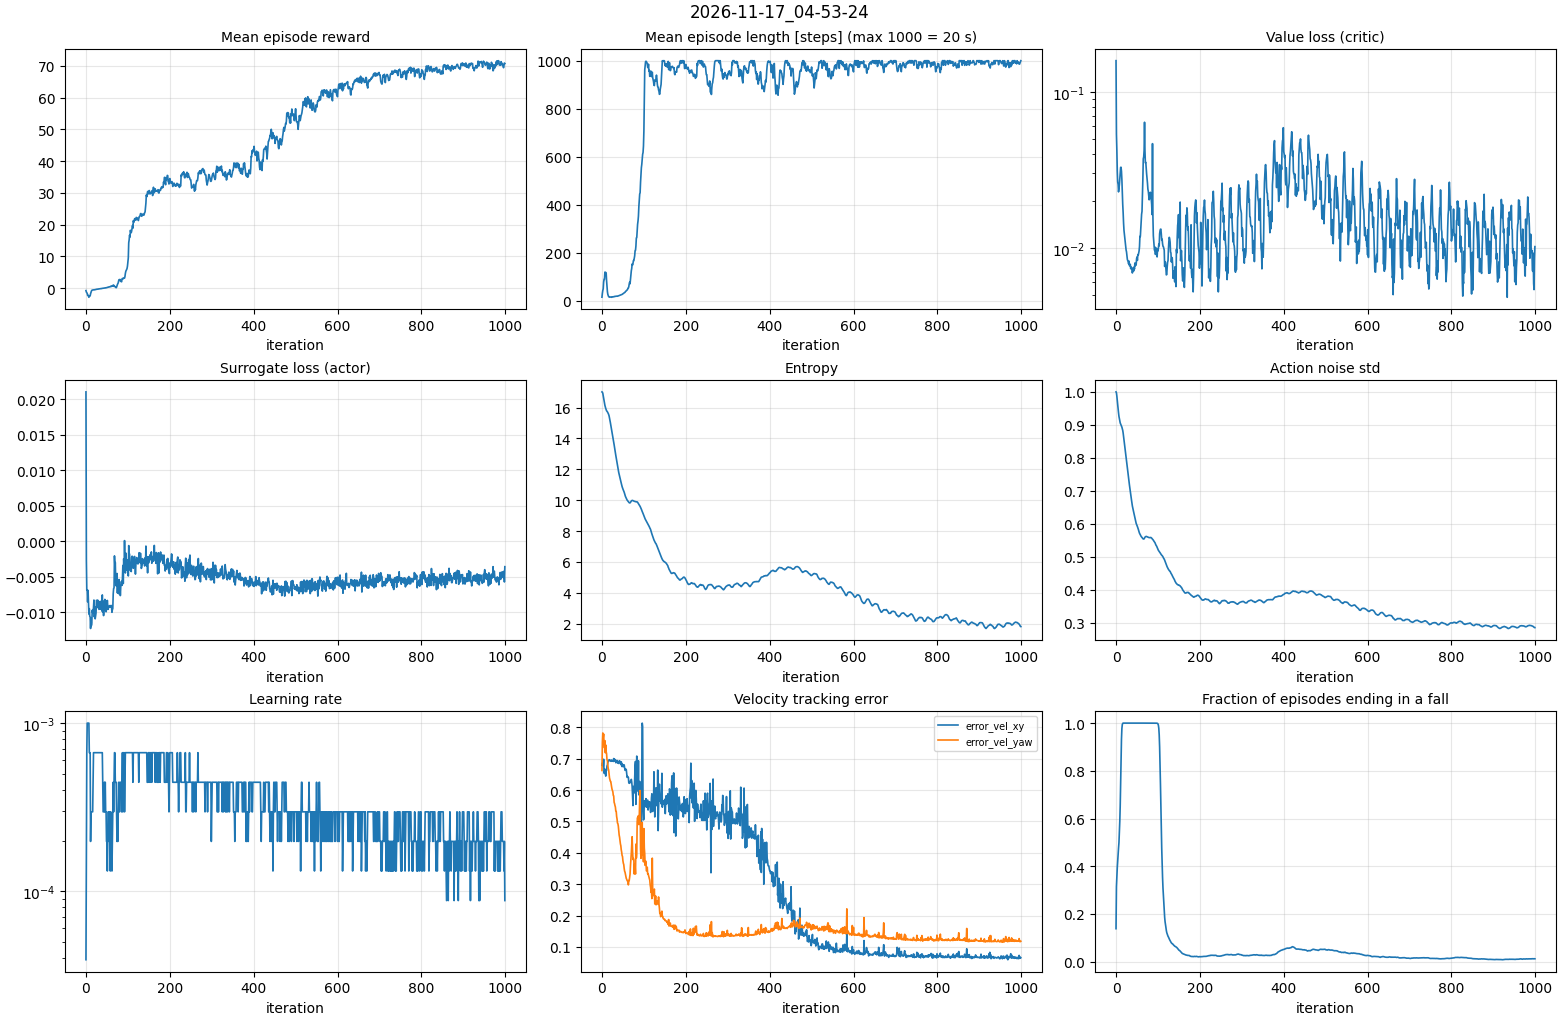 2026-11-17_04-53-24
Mean episode reward
70
60
50
40
30
20
10
0
0 200 400 600 800 1000
iteration
Mean episode length [steps] (max 1000 = 20 s)
1000
800
600
400
200
0
0 200 400 600 800 1000
iteration
Value loss (critic)
10⁻¹
10⁻²
0 200 400 600 800 1000
iteration
Surrogate loss (actor)
0.020
0.015
0.010
0.005
0.000
−0.005
−0.010
0 200 400 600 800 1000
iteration
Entropy
16
14
12
10
8
6
4
2
0 200 400 600 800 1000
iteration
Action noise std
1.0
0.9
0.8
0.7
0.6
0.5
0.4
0.3
0 200 400 600 800 1000
iteration
Learning rate
10⁻³
10⁻⁴
0 200 400 600 800 1000
iteration
Velocity tracking error
error_vel_xy
error_vel_yaw
0.8
0.7
0.6
0.5
0.4
0.3
0.2
0.1
0 200 400 600 800 1000
iteration
Fraction of episodes ending in a fall
1.0
0.8
0.6
0.4
0.2
0.0
0 200 400 600 800 1000
iteration